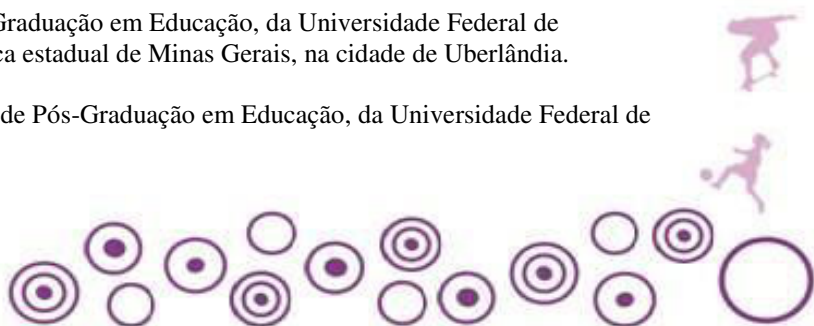 Graduação em Educação, da Universidade Federal de
ca estadual de Minas Gerais, na cidade de Uberlândia.
de Pós-Graduação em Educação, da Universidade Federal de